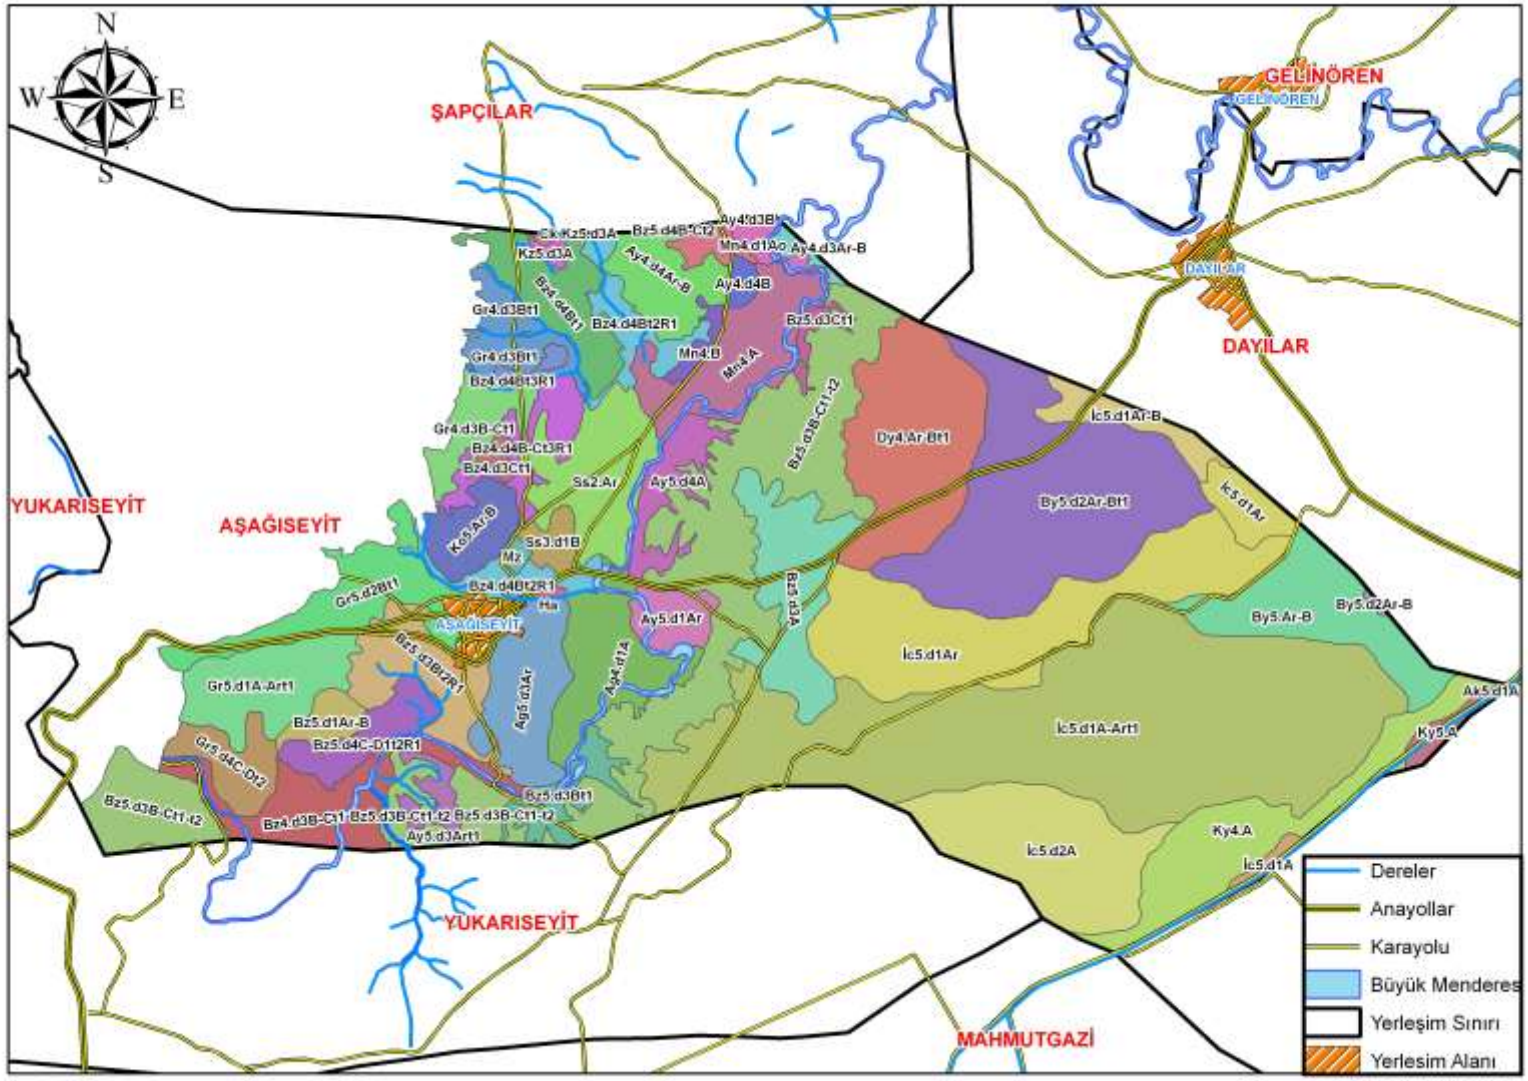 N
W
E
S
GELİNÖREN
GELİNÖREN
ŞAPÇILAR
Ay4.d3B
Ck
Kz5.d3A
Bz5.d4B-Ct2
Mn4.d1Ao
Ay4.d3Ar-B
Kz5.d3A
Ay4.d4Ar-B
DAYILAR
Ay4.d4B
Bz4.d4Bt1
Gr4.d3Bt1
Bz4.d4Bt2R1
Bz5.d3Ct1
DAYILAR
Gr4.d3Bt1
Mn4.B
Mn4.A
Bz4.d4Bt3R1
İc5.d1Ar-B
Gr4.d3B-Ct1
Bz5.d3B-Ct1-t2
Dy4.Ar-Bt1
Bz4.d4B-Ct3R1
Bz4.d3Ct1
Ss2.Ar
Ay5.d4A
By5.d2Ar-Bt1
İc5.d1Ar
YUKARISEYİT
AŞAĞISEYİT
Ko5.Ar-B
Ss3.d1B
Mz
Gr5.d2Bt1
Bz4.d4Bt2R1
Bz5.d3A
Ha
By5.d2Ar-B
By5.Ar-B
Ay5.d1Ar
AŞAĞISEYİT
Bz5.d3Bt2R1
Ag4.d1A
İc5.d1Ar
Gr5.d1A-Art1
Ag5.d3Ar
Ak5.d1A
Bz5.d1Ar-B
İc5.d1A-Art1
Ky5.A
Bz5.d4C-D1t2R1
Gr5.d4C-Dt2
Bz5.d3Bt1
Bz5.d3B-Ct1-t2
Bz4.d3B-Ct1
Bz5.d3B-Ct1-t2
Bz5.d3B-Ct1-t2
Ay5.d3Art1
Ky4.A
İc5.d2A
İc5.d1A
YUKARISEYİT
MAHMUTGAZİ
Dereler
Anayollar
Karayolu
Büyük Menderes
Yerleşim Sınırı
Yerlesim Alanı